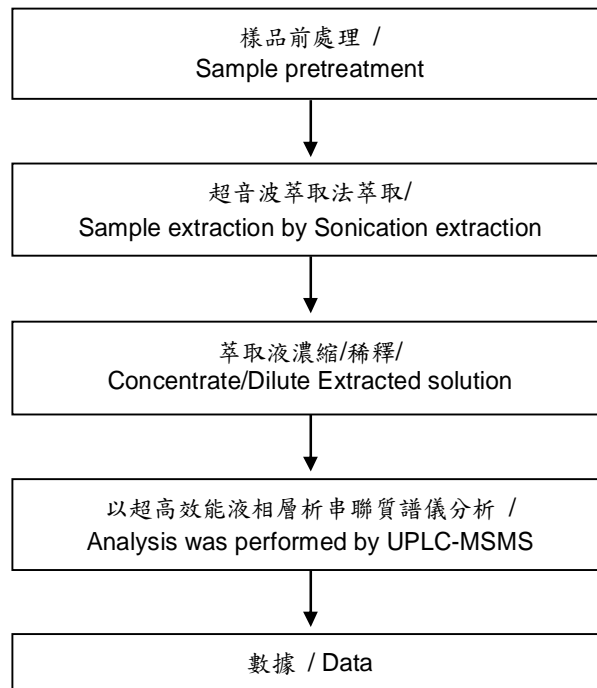 樣品前處理 /
Sample pretreatment
超音波萃取法萃取/
Sample extraction by Sonication extraction
萃取液濃縮/稀釋/
Concentrate/Dilute Extracted solution
以超高效能液相層析串聯質譜儀分析 /
Analysis was performed by UPLC-MSMS
數據 / Data